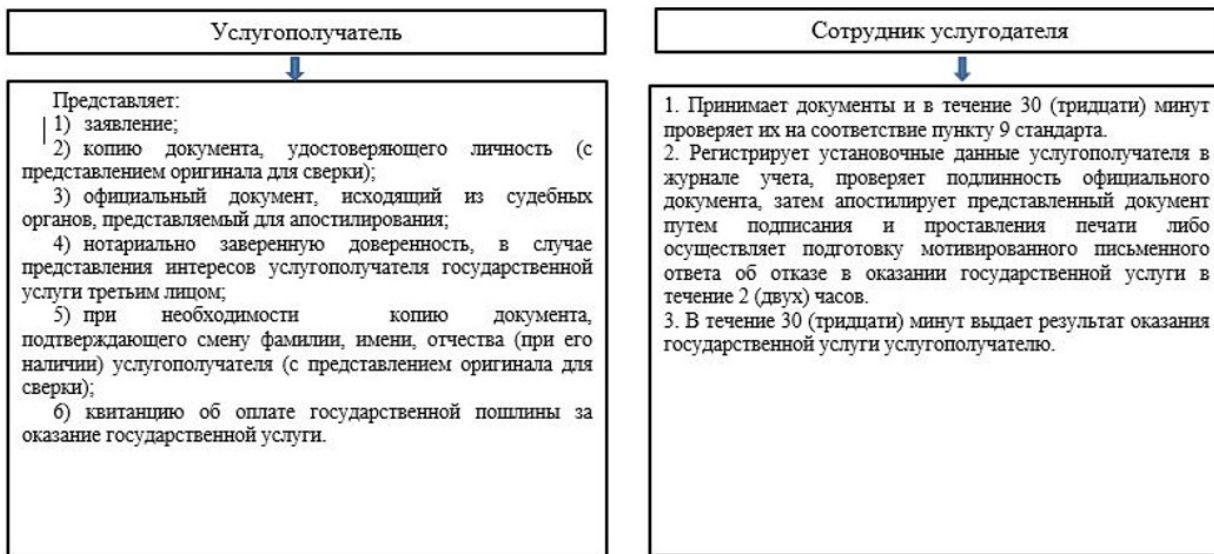 Услугополучатель
Представляет:
1) заявление;
2) копию документа, удостоверяющего личность (с
представлением оригинала для сверки);
3) официальный документ, исходящий из судебных
органов, представляемый для апостилирования;
4) нотариально заверенную доверенность, в случае
представления интересов услугополучателя государственной
услуги третьим лицом;
5) при необходимости копию документа,
подтверждающего смену фамилии, имени, отчества (при его
наличии) услугополучателя (с представлением оригинала для
сверки);
6) квитанцию об оплате государственной пошлины за
оказание государственной услуги.
Сотрудник услугодателя
1. Принимает документы и в течение 30 (тридцати) минут
проверяет их на соответствие пункту 9 стандарта.
2. Регистрирует установочные данные услугополучателя в
журнале учета, проверяет подлинность официального
документа, затем апостилирует представленный документ
путем подписания и проставления печати либо
осуществляет подготовку мотивированного письменного
ответа об отказе в оказании государственной услуги в
течение 2 (двух) часов.
3. В течение 30 (тридцати) минут выдает результат оказания
государственной услуги услугополучателю.